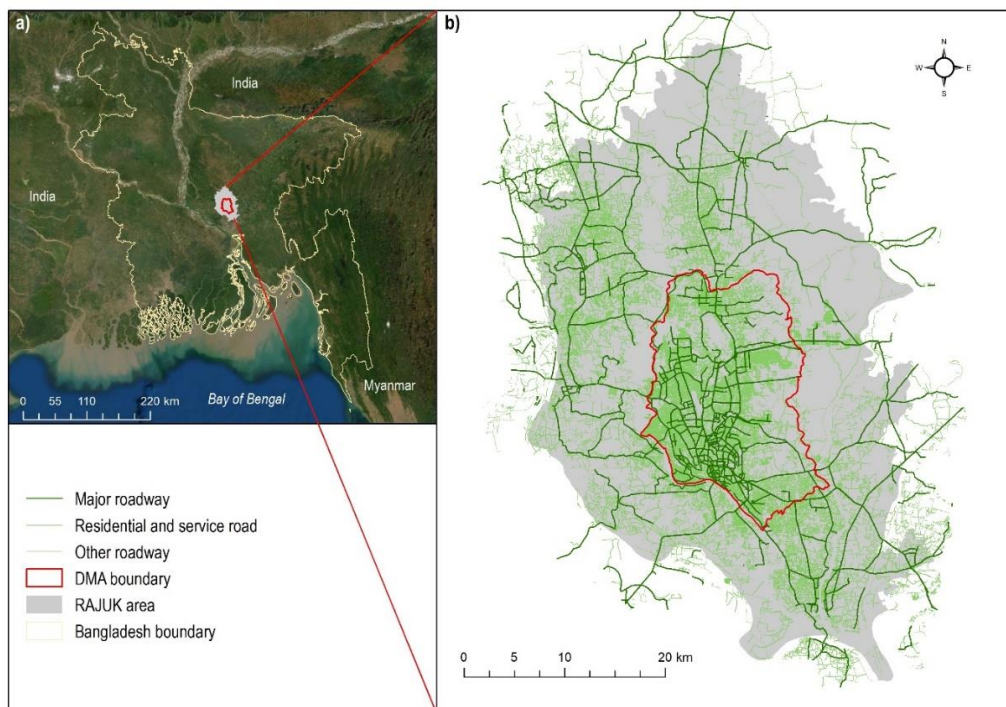 a)
India
India
Myanmar
0 55 110 220 km
Bay of Bengal
Major roadway
Residential and service road
Other roadway
DMA boundary
RAJUK area
Bangladesh boundary
b)
N
W E
S
0 5 10 20 km